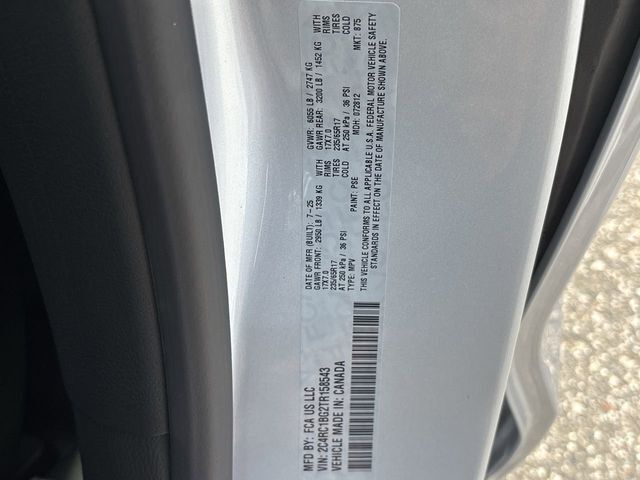 MFD BY: FCA US LLC
VIN: 2C4RC1BG2TR158543
VEHICLE MADE IN: CANADA
DATE OF MFR (BUILT): 7-25 GVWR: 6055 LB / 2747 KG
GAWR FRONT: 2950 LB / 1339 KG WITH GAWR REAR: 3200 LB / 1452 KG WITH
17X7.0 RIMS 17X7.0 RIMS
235/65R17 TIRES 235/65R17 TIRES
AT 250 kPa / 36 PSI COLD AT 250 kPa / 36 PSI COLD
TYPE: MPV PAINT: PSE MDH: 072812 MKT: 875
THIS VEHICLE CONFORMS TO ALL APPLICABLE U.S.A. FEDERAL MOTOR VEHICLE SAFETY
STANDARDS IN EFFECT ON THE DATE OF MANUFACTURE SHOWN ABOVE.